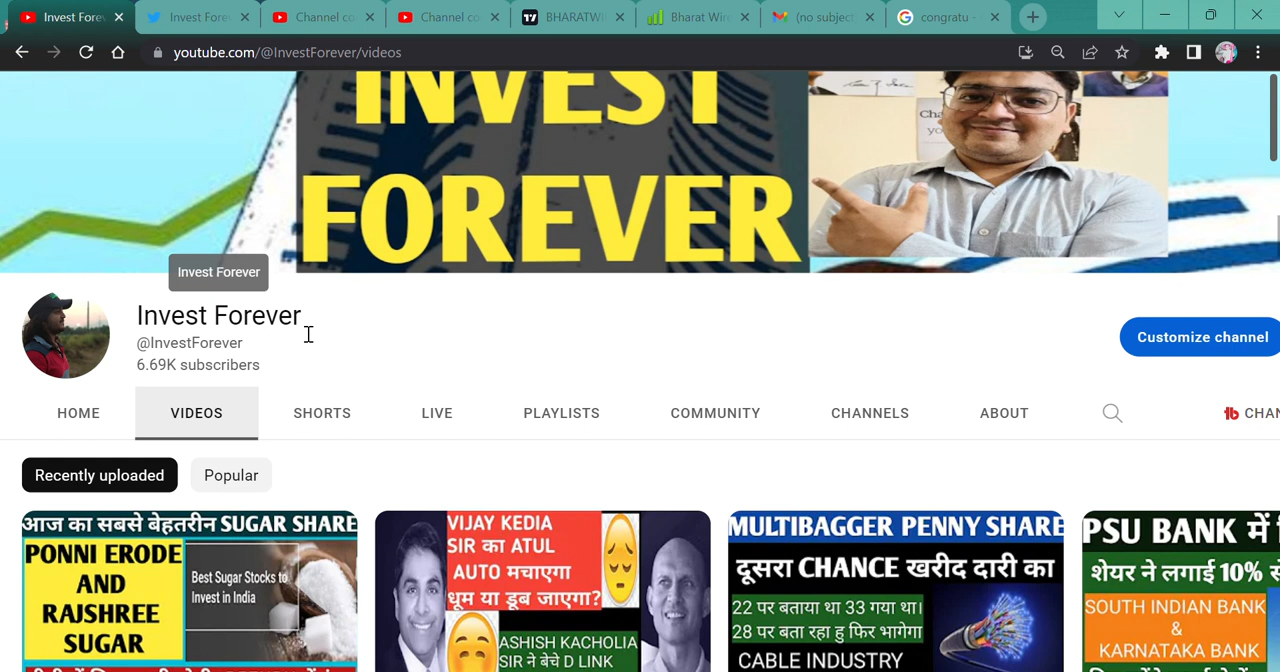 Invest Forev
Invest Forev
Channel co
Channel co
BHARATWI
Bharat Wire
(no subject
congratu -
youtube.com/@InvestForever/videos
INVEST
FOREVER
Invest Forever
Invest Forever
@InvestForever
6.69K subscribers
Customize channel
HOME VIDEOS SHORTS LIVE PLAYLISTS COMMUNITY CHANNELS ABOUT CHAN
Recently uploaded Popular
आज का सबसे बेहतरीन SUGAR SHARE
PONNI ERODE
AND
RAJSHREE
SUGAR
Best Sugar Stocks to
Invest in India
VIJAY KEDIA
SIR का ATUL
AUTO मचाएगा
धूम या डूब जाएगा?
ASHISH KACHOLIA
SIR ने बेचे D LINK
MULTIBAGGER PENNY SHARE
दूसरा CHANCE खरीद दारी का
22 पर बताया था 33 गया था।
28 पर बता रहा हु फिर भागेगा
CABLE INDUSTRY
PSU BANK में
शेयर ने लगाई 10%
SOUTH INDIAN BANK
&
KARNATAKA BANK